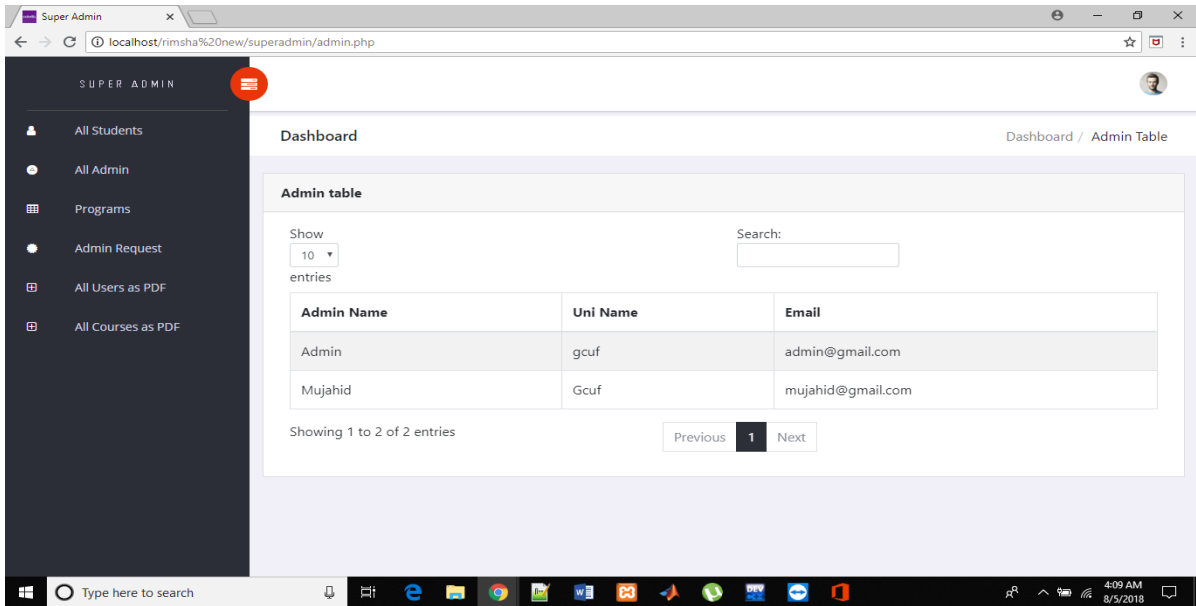 Super Admin
localhost/rimsha%20new/superadmin/admin.php
SUPER ADMIN
All Students
All Admin
Programs
Admin Request
All Users as PDF
All Courses as PDF
Dashboard
Dashboard / Admin Table
Admin table
Show
10
entries
Search:
Admin Name Uni Name Email
Admin gcuf admin@gmail.com
Mujahid Gcuf mujahid@gmail.com
Showing 1 to 2 of 2 entries
Previous 1 Next
Type here to search
DEV
4:09 AM
8/5/2018